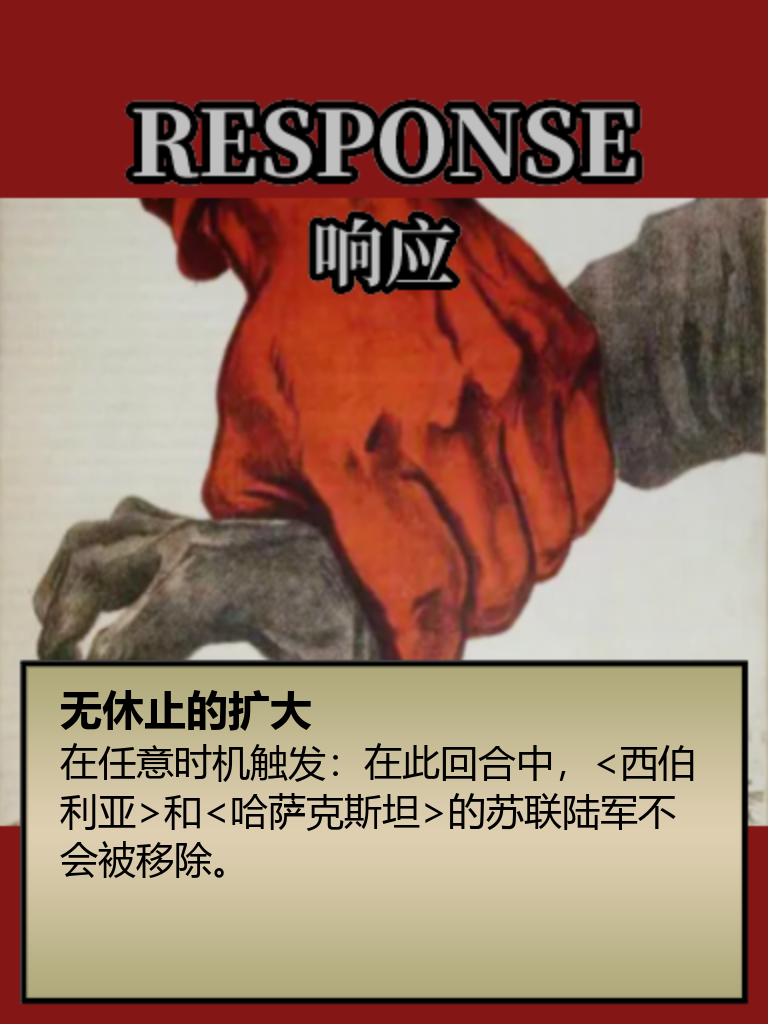 RESPONSE
响应
无休止的扩大
在任意时机触发：在此回合中，<西伯
利亚>和<哈萨克斯坦>的苏联陆军不
会被移除。